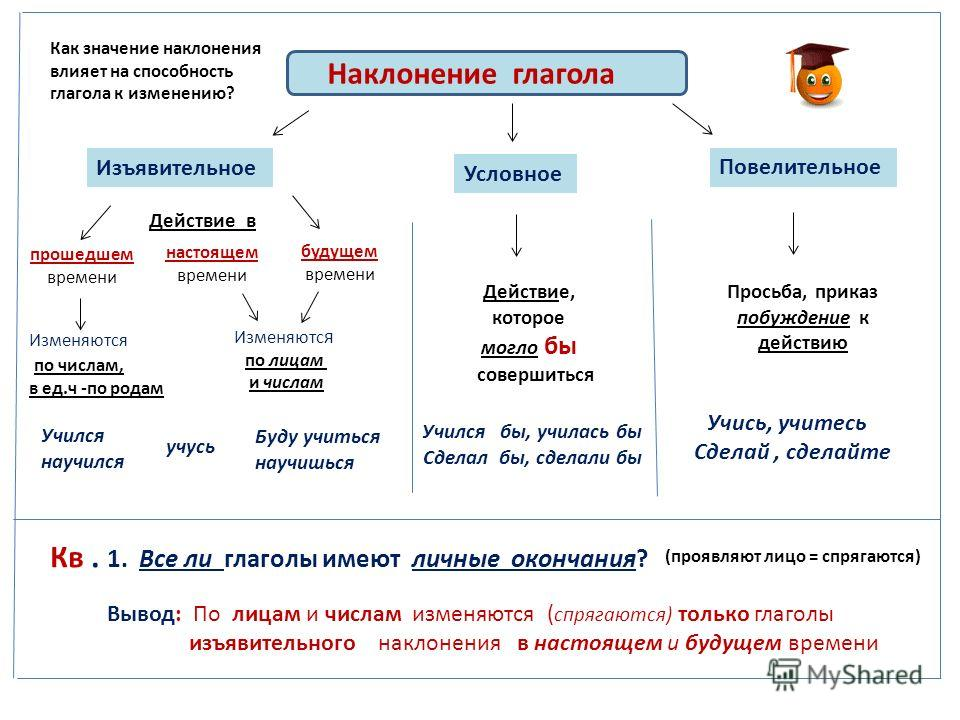 Как значение наклонения
влияет на способность
глагола к изменению?
Наклонение глагола
Изъявительное
Условное
Повелительное
Действие в
прошедшем
времени
настоящем
времени
будущем
времени
Изменяются
по числам,
в ед.ч -по родам
Изменяются
по лицам
и числам
Учился
научился
учусь
Буду учиться
научишься
Действие,
которое
могло бы
совершиться
Учился бы, училась бы
Сделал бы, сделали бы
Просьба, приказ
побуждение к
действию
Учись, учитесь
Сделай , сделайте
Кв . 1. Все ли глаголы имеют личные окончания? (проявляют лицо = спрягаются)
Вывод: По лицам и числам изменяются (спрягаются) только глаголы
изъявительного наклонения в настоящем и будущем времени
MyShared